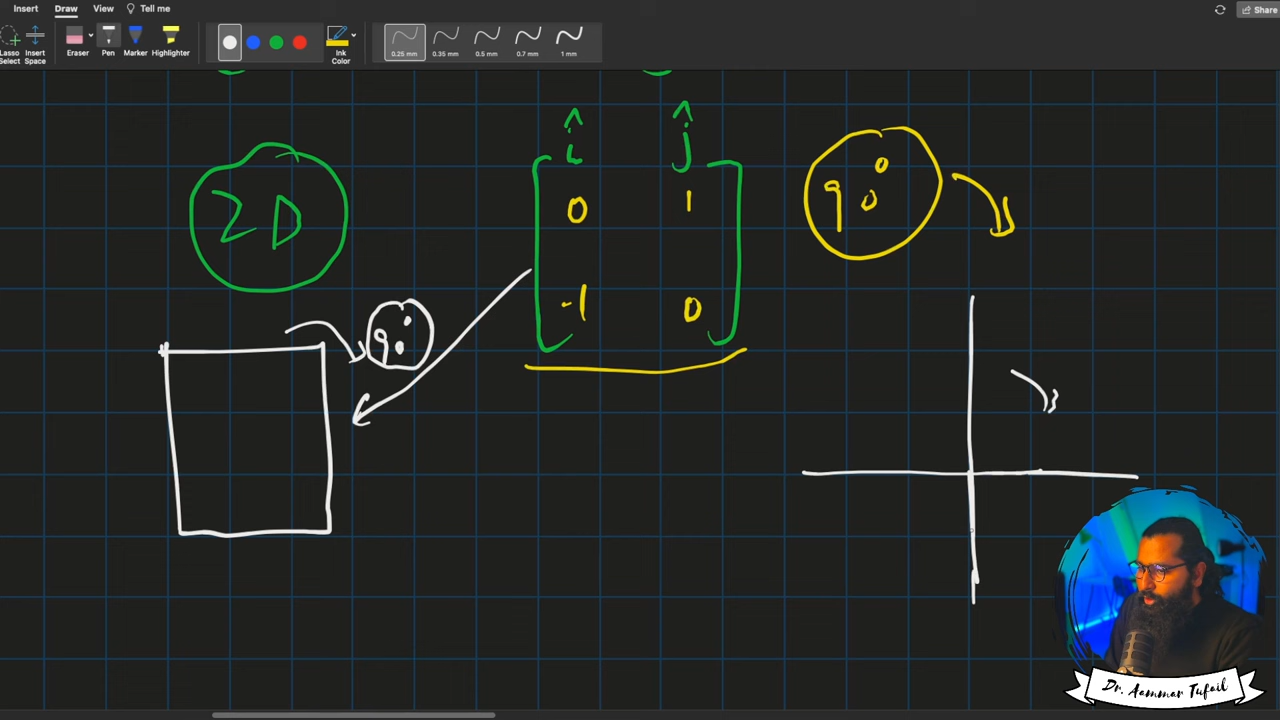 Insert Draw View Tell me
Share
Lasso Select
Insert Space
Eraser
Pen
Marker
Highlighter
Ink Color
0.25 mm 0.35 mm 0.5 mm 0.7 mm 1 mm
î ĵ
2D
0 1
90°
-1 0
90°
Dr. Aammar Tufail